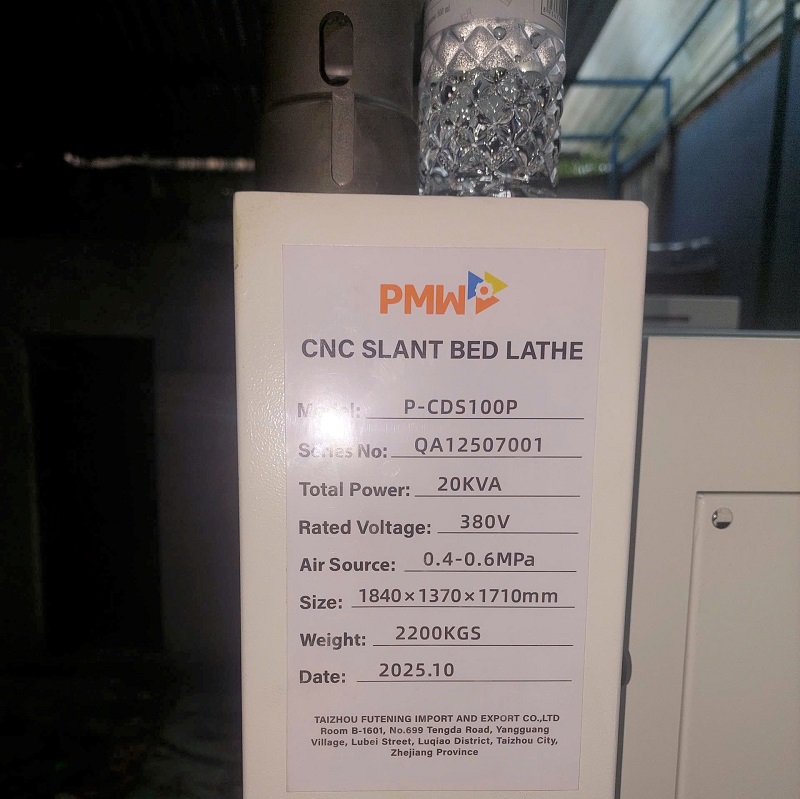 PMW
CNC SLANT BED LATHE
Model: P-CDS100P
Series No: QA12507001
Total Power: 20KVA
Rated Voltage: 380V
Air Source: 0.4-0.6MPa
Size: 1840×1370×1710mm
Weight: 2200KGS
Date: 2025.10
TAIZHOU FUTENING IMPORT AND EXPORT CO.,LTD
Room B-1601, No.699 Tengda Road, Yangguang
Village, Lubei Street, Luqiao District, Taizhou City,
Zhejiang Province